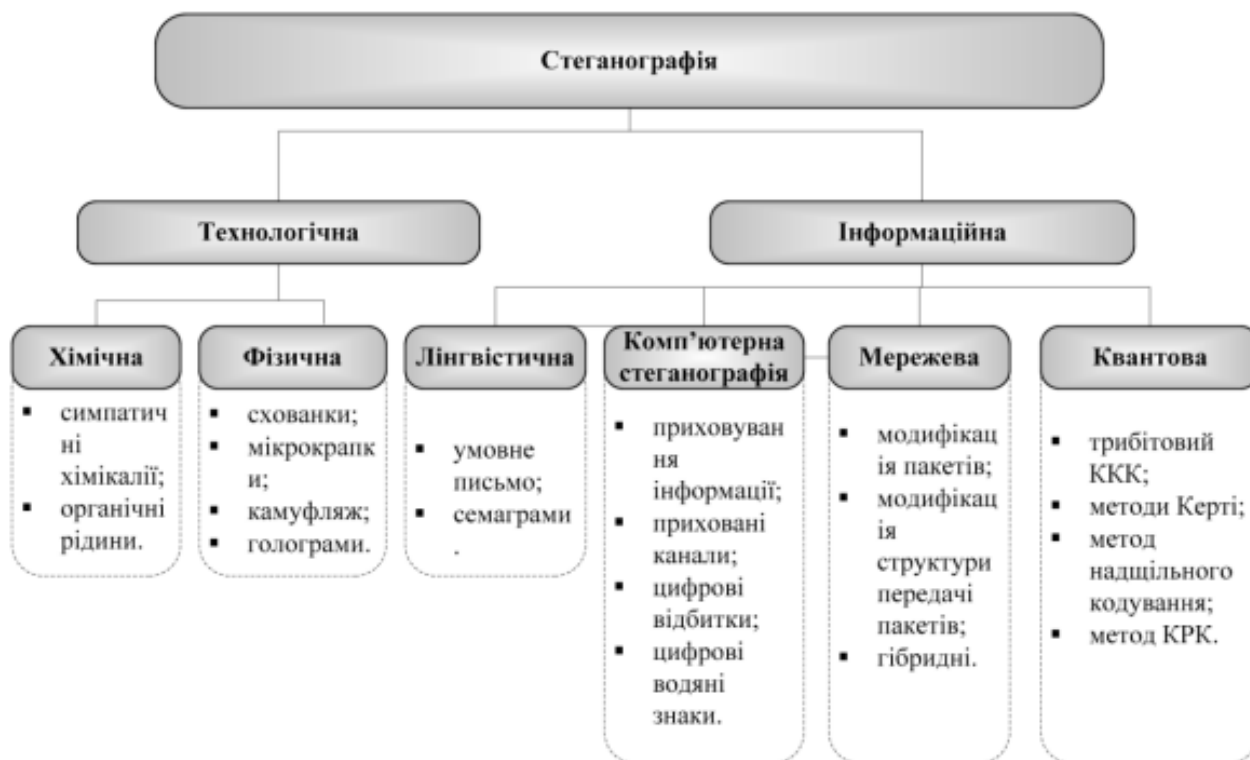 Стеганографія
Технологічна
Інформаційна
Хімічна
Фізична
Лінгвістична
Комп’ютерна
стеганографія
Мережева
Квантова
▪ симпатич
ні
хімікалії;
▪ органічні
рідини.
▪ схованки;
▪ мікрокрапк
и;
▪ камуфляж;
▪ голограми.
▪ умовне
письмо;
▪ семаграми
.
▪ приховуван
ня
інформації;
▪ приховані
канали;
▪ цифрові
відбитки;
▪ цифрові
водяні
знаки.
▪ модифікац
ія пакетів;
▪ модифікац
ія
структури
передачі
пакетів;
▪ гібридні.
▪ трибітовий
ККК;
▪ методи Керті;
▪ метод
надщільного
кодування;
▪ метод КРК.